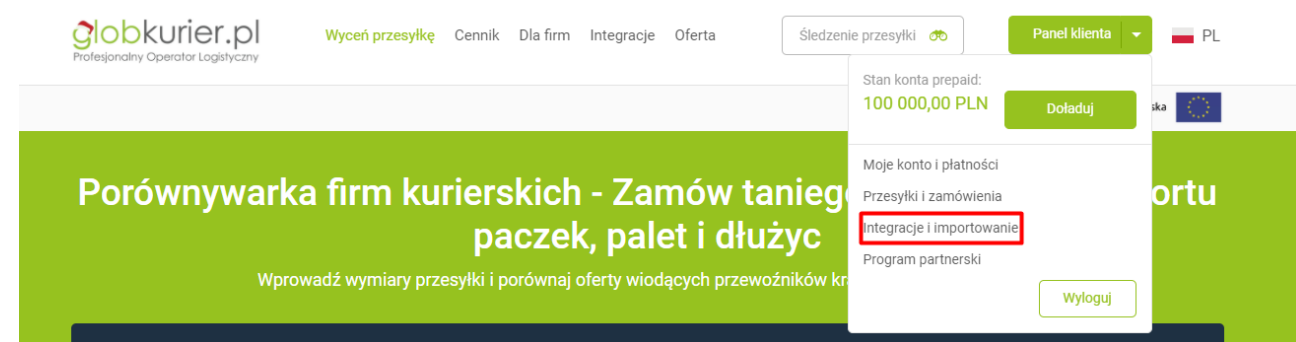 globkurier.pl
Profesjonalny Operator Logistyczny
Wyceń przesyłkę Cennik Dla firm Integracje Oferta
Śledzenie przesyłki
Panel klienta
PL
Stan konta prepaid:
100 000,00 PLN
Doładuj
ska
Moje konto i płatności
Przesyłki i zamówienia
Integracje i importowanie
Program partnerski
Wyloguj
Porównywarka firm kurierskich - Zamów taniego ortu
paczek, palet i dłużyc
Wprowadź wymiary przesyłki i porównaj oferty wiodących przewoźników kr